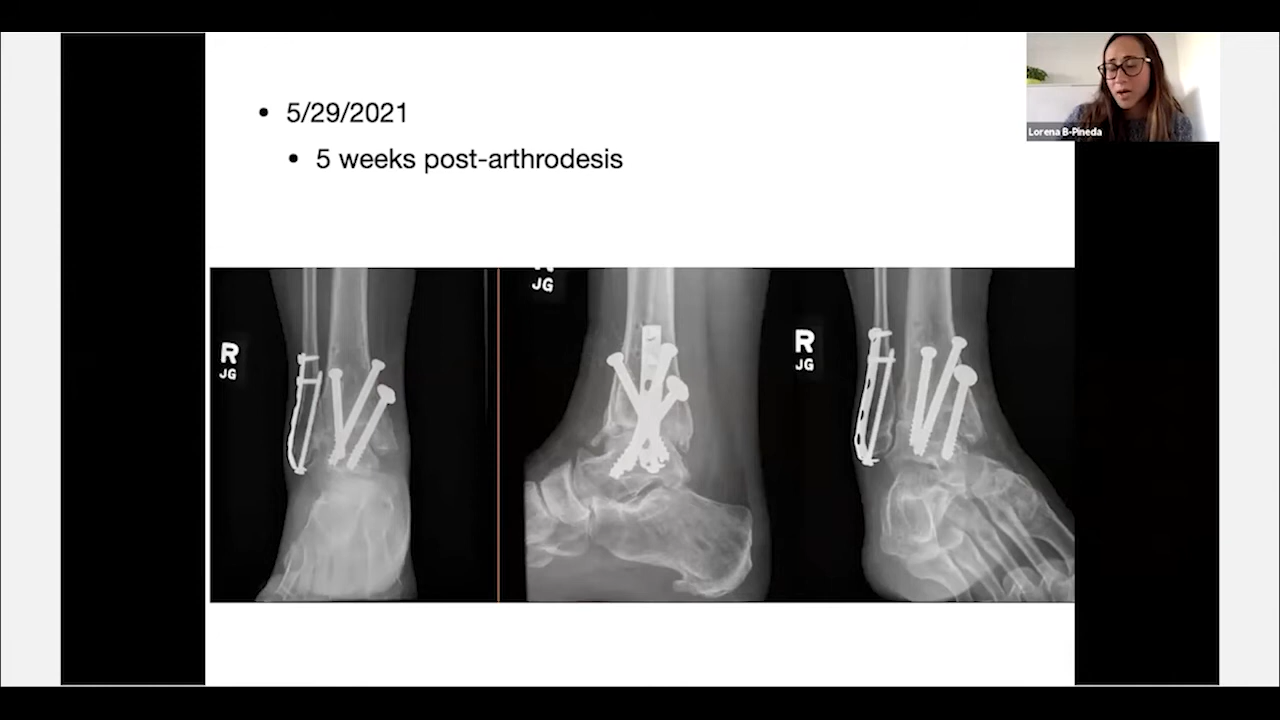 • 5/29/2021
• 5 weeks post-arthrodesis
Lorena B-Pineda
R
JG
JG
R
JG